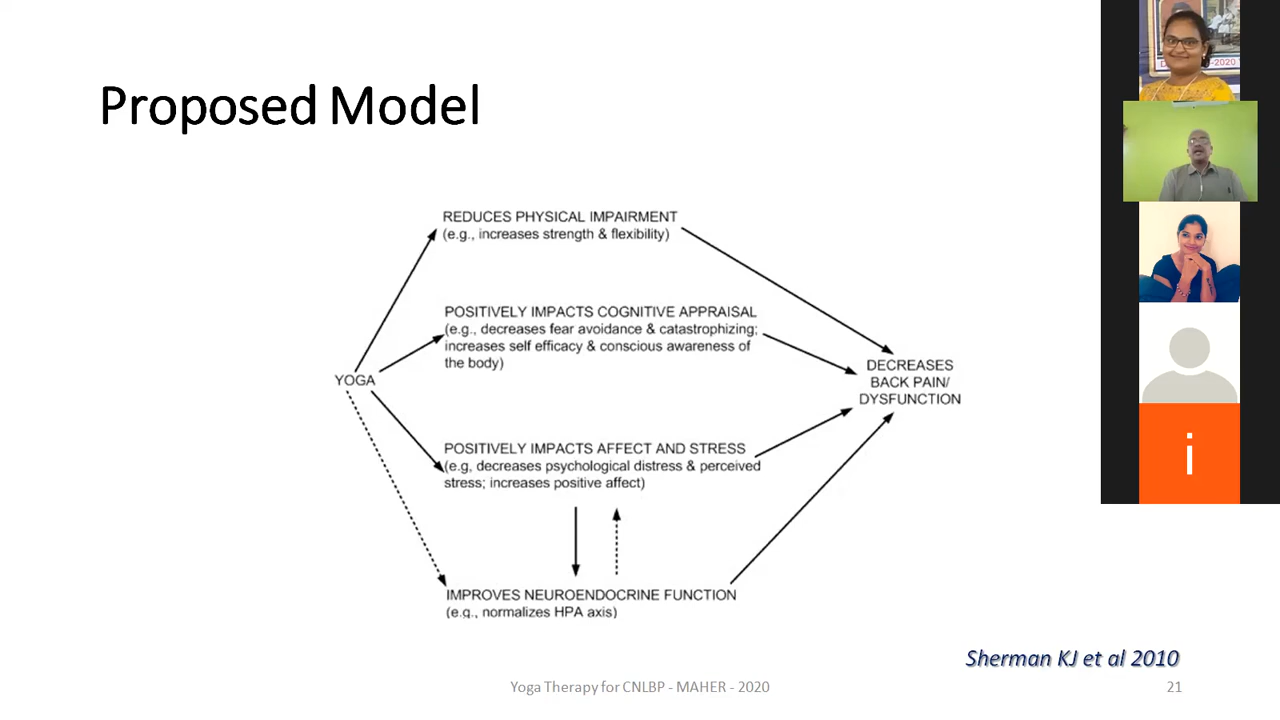 Proposed Model
REDUCES PHYSICAL IMPAIRMENT
(e.g., increases strength & flexibility)
POSITIVELY IMPACTS COGNITIVE APPRAISAL
(e.g., decreases fear avoidance & catastrophizing;
increases self efficacy & conscious awareness of
the body)
YOGA
DECREASES
BACK PAIN/
DYSFUNCTION
POSITIVELY IMPACTS AFFECT AND STRESS
(e.g, decreases psychological distress & perceived
stress; increases positive affect)
IMPROVES NEUROENDOCRINE FUNCTION
(e.g., normalizes HPA axis)
Sherman KJ et al 2010
Yoga Therapy for CNLBP - MAHER - 2020
21
i